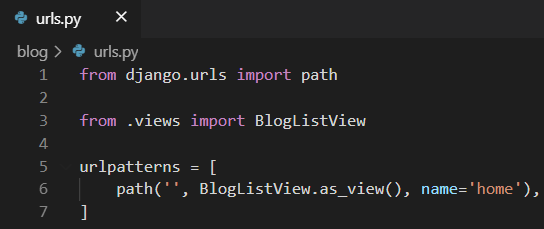 urls.py ×
blog > urls.py
1 from django.urls import path
2
3 from .views import BlogListView
4
5 urlpatterns = [
6     path('', BlogListView.as_view(), name='home'),
7 ]